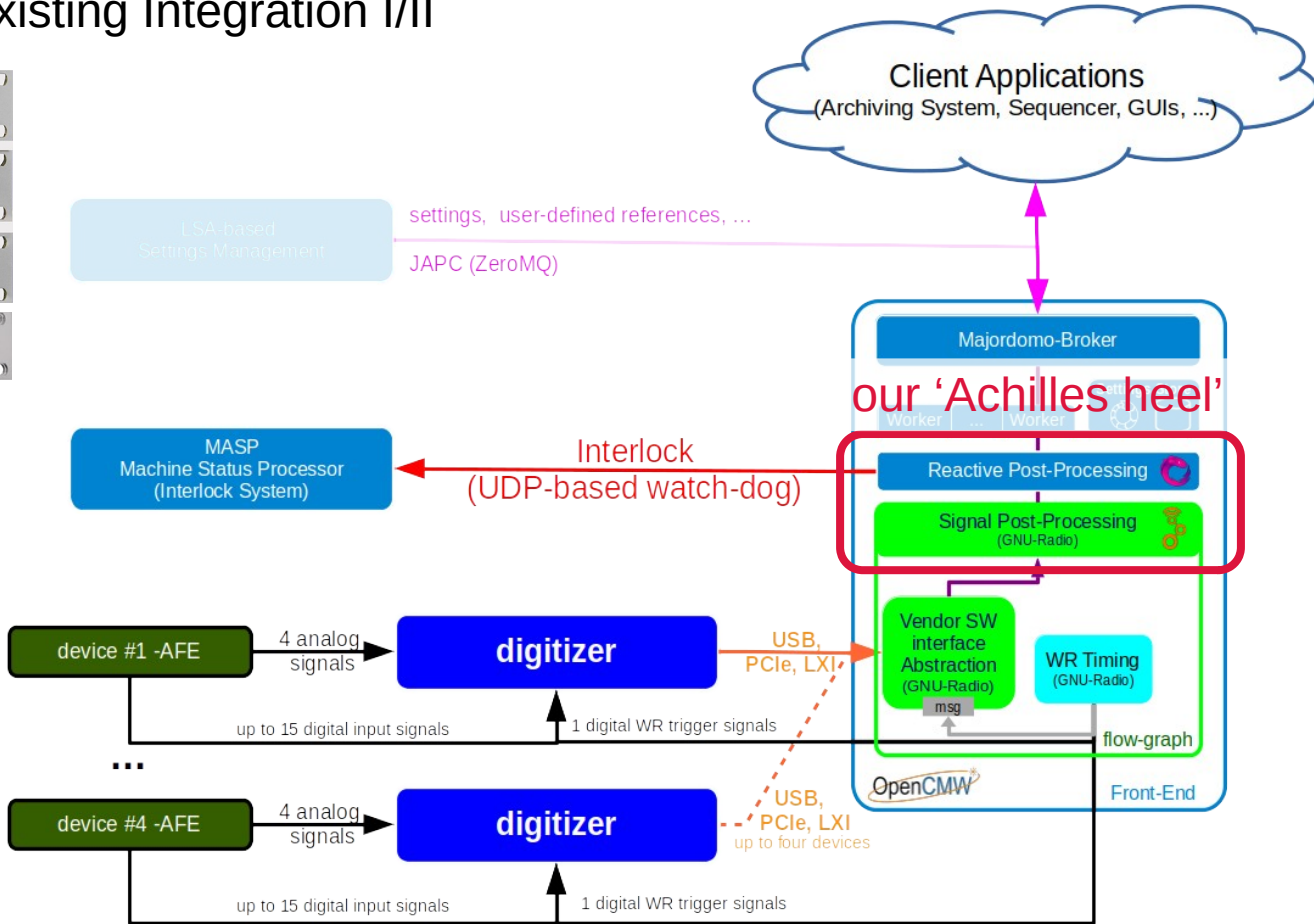 xisting Integration I/II
Client Applications
(Archiving System, Sequencer, GUIs, ...)
LSA-based
Settings Management
settings, user-defined references, …
JAPC (ZeroMQ)
Majordomo-Broker
our ‘Achilles heel’
Worker ... Worker
MASP
Machine Status Processor
(Interlock System)
Interlock
(UDP-based watch-dog)
Reactive Post-Processing
Signal Post-Processing
(GNU-Radio)
device #1 -AFE
4 analog
signals
digitizer
USB,
PCIe, LXI
Vendor SW
interface
Abstraction
(GNU-Radio)
msg
WR Timing
(GNU-Radio)
up to 15 digital input signals
1 digital WR trigger signals
flow-graph
...
OpenCMW
Front-End
device #4 -AFE
4 analog
signals
digitizer
USB,
PCIe, LXI
up to four devices
up to 15 digital input signals
1 digital WR trigger signals